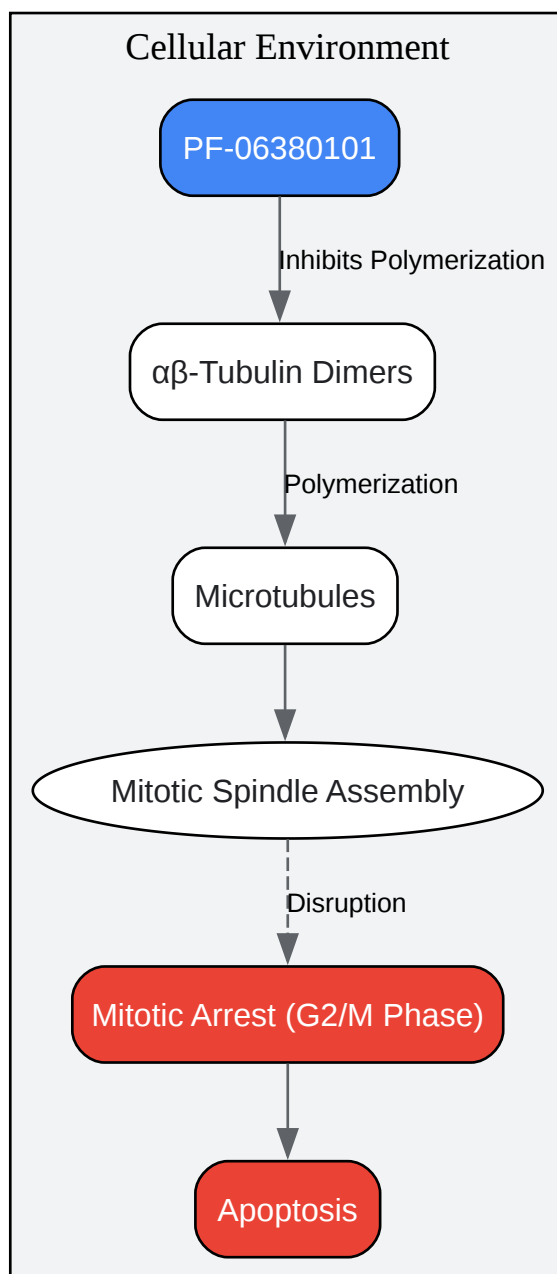 Cellular Environment
PF-06380101
Inhibits Polymerization
αβ-Tubulin Dimers
Polymerization
Microtubules
Mitotic Spindle Assembly
Disruption
Mitotic Arrest (G2/M Phase)
Apoptosis